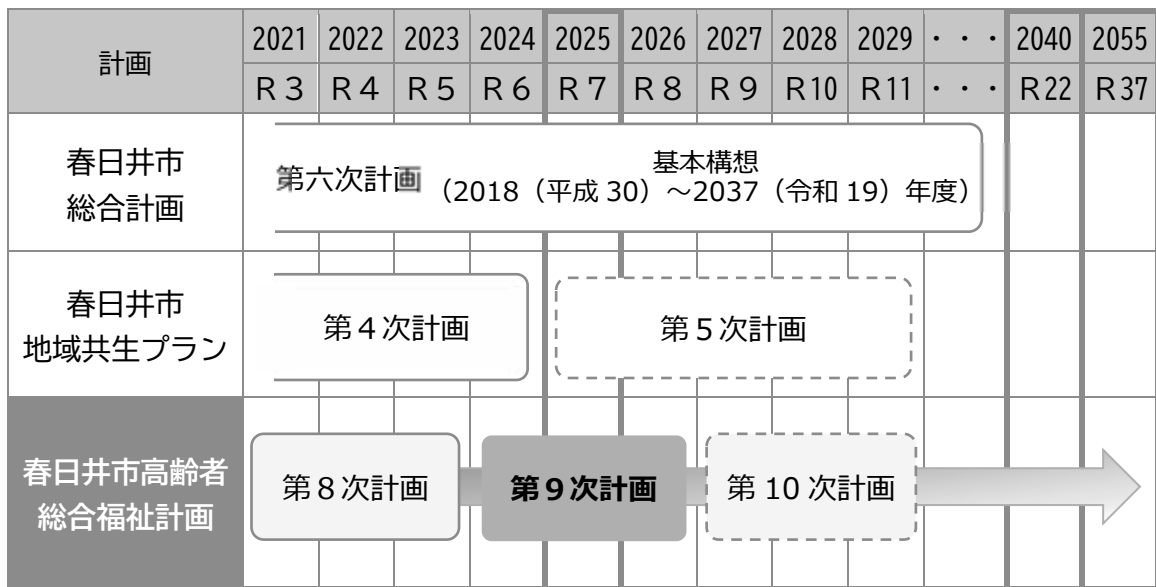 計画
2021 2022 2023 2024 2025 2026 2027 2028 2029 ・・・ 2040 2055
R3 R4 R5 R6 R7 R8 R9 R10 R11 ・・・ R22 R37
春日井市
総合計画
第六次計画
基本構想
（2018（平成 30）～2037（令和 19）年度）
春日井市
地域共生プラン
第４次計画
第５次計画
春日井市高齢者
総合福祉計画
第８次計画
第９次計画
第 10 次計画